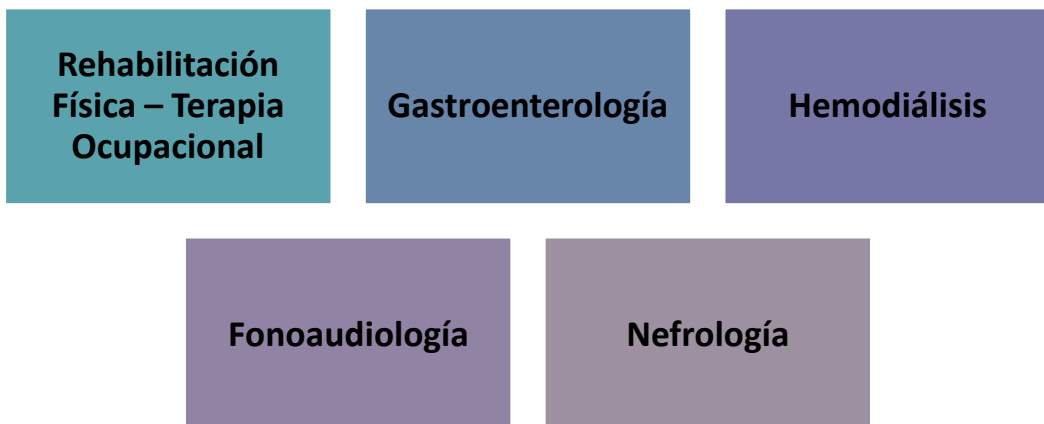 Rehabilitación
Física – Terapia
Ocupacional
Gastroenterología
Hemodiálisis
Fonoaudiología
Nefrología